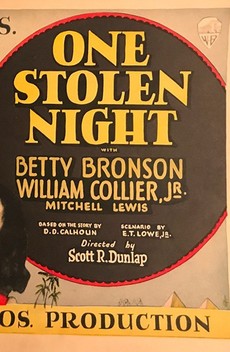 S.
ONE
STOLEN
NIGHT
WITH
BETTY BRONSON
WILLIAM COLLIER, JR.
MITCHELL LEWIS
BASED ON THE STORY BY
D.D. CALHOUN
SCENARIO BY
E.T. LOWE, JR.
Directed by
Scott R. Dunlap
OS. PRODUCTION